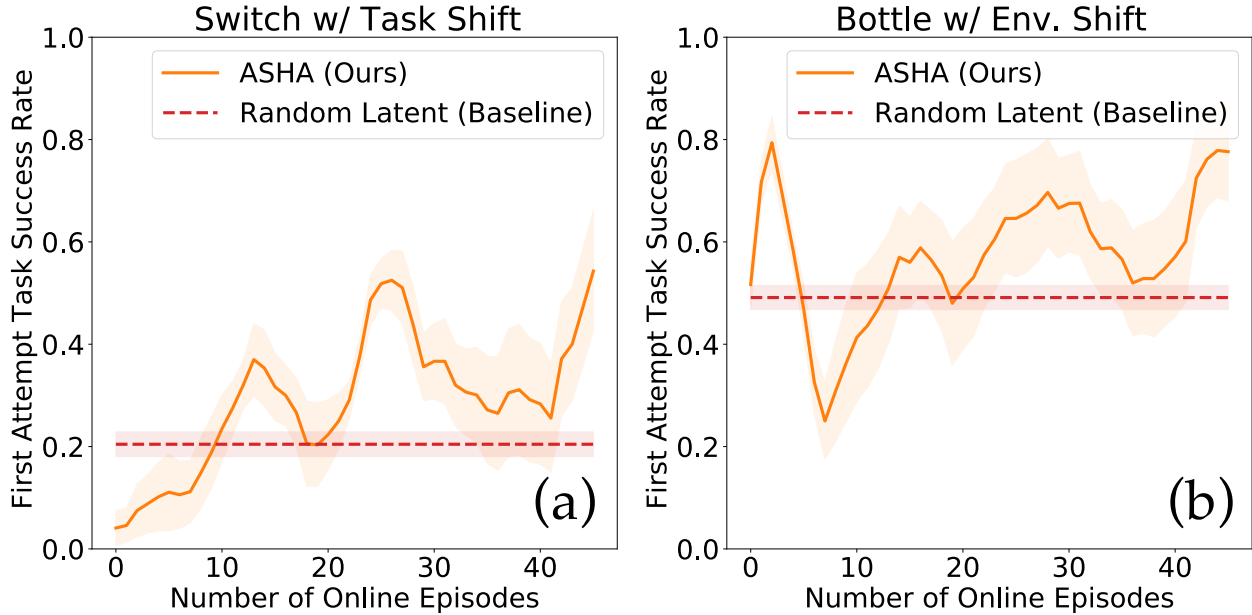 Switch w/ Task Shift
First Attempt Task Success Rate
1.0
0.8
0.6
0.4
0.2
0.0
ASHA (Ours)
Random Latent (Baseline)
(a)
0 10 20 30 40
Number of Online Episodes
Bottle w/ Env. Shift
First Attempt Task Success Rate
1.0
0.8
0.6
0.4
0.2
0.0
ASHA (Ours)
Random Latent (Baseline)
(b)
0 10 20 30 40
Number of Online Episodes